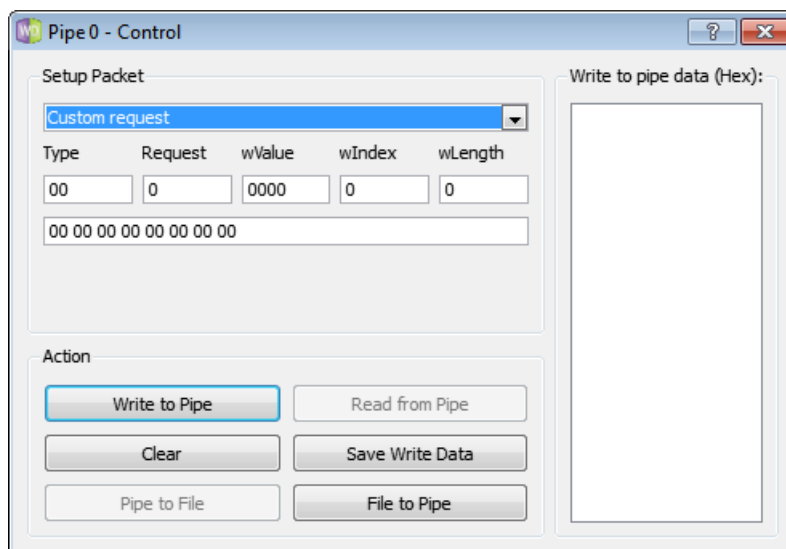 Pipe 0 - Control
Setup Packet
Custom request
Type Request wValue wIndex wLength
00 0 0000 0 0
00 00 00 00 00 00 00 00
Action
Write to Pipe Read from Pipe
Clear Save Write Data
Pipe to File File to Pipe
Write to pipe data (Hex):